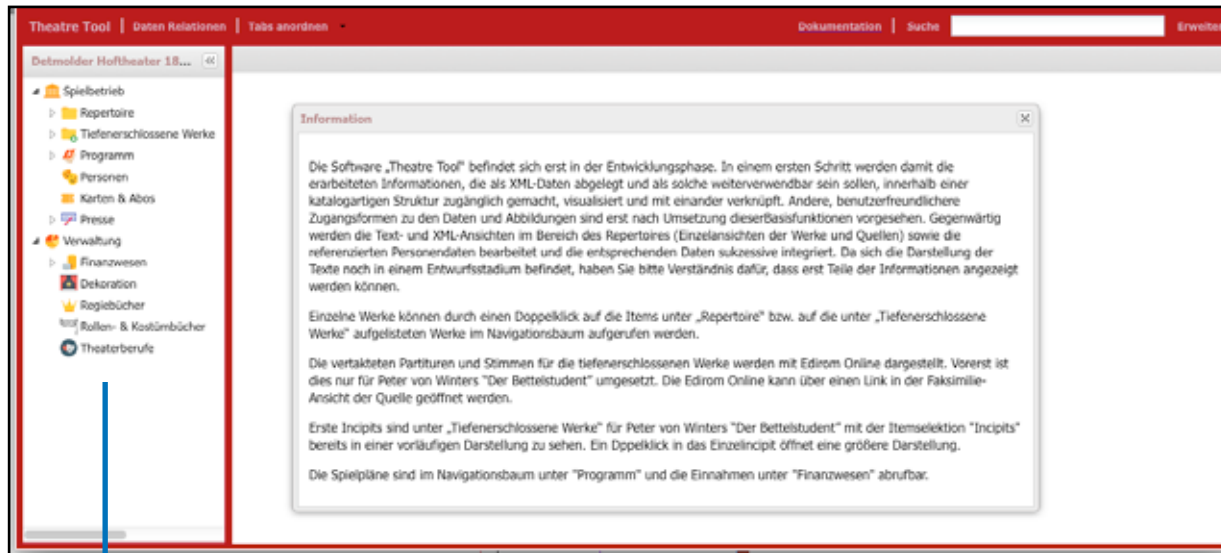 Theatre Tool | Daten Relationen | Tabs anordnen
Dokumentation | Suche
Erweiter
Detmolder Hoftheater 18...
Spielbetrieb
Repertoire
Tiefenerschlossene Werke
Programm
Personen
Karten & Abos
Presse
Verwaltung
Finanzwesen
Dekoration
Regiebücher
Rollen- & Kostümbücher
Theaterberufe
Information
Die Software „Theatre Tool" befindet sich erst in der Entwicklungsphase. In einem ersten Schritt werden damit die
erarbeiteten Informationen, die als XML-Daten abgelegt und als solche weiterverwendbar sein sollen, innerhalb einer
katalogartigen Struktur zugänglich gemacht, visualisiert und mit einander verknüpft. Andere, benutzerfreundlichere
Zugangsformen zu den Daten und Abbildungen sind erst nach Umsetzung dieserBasisfunktionen vorgesehen. Gegenwärtig
werden die Text- und XML-Ansichten im Bereich des Repertoires (Einzelansichten der Werke und Quellen) sowie die
referenzierten Personendaten bearbeitet und die entsprechenden Daten sukzessive integriert. Da sich die Darstellung der
Texte noch in einem Entwurfsstadium befindet, haben Sie bitte Verständnis dafür, dass erst Teile der Informationen angezeigt
werden können.
Einzelne Werke können durch einen Doppelklick auf die Items unter „Repertoire" bzw. auf die unter „Tiefenerschlossene
Werke" aufgelisteten Werke im Navigationsbaum aufgerufen werden.
Die vertakteten Partituren und Stimmen für die tiefenerschlossenen Werke werden mit Edirom Online dargestellt. Vorerst ist
dies nur für Peter von Winters "Der Bettelstudent" umgesetzt. Die Edirom Online kann über einen Link in der Faksimilie-
Ansicht der Quelle geöffnet werden.
Erste Incipits sind unter „Tiefenerschlossene Werke" für Peter von Winters "Der Bettelstudent" mit der Itemselektion "Incipits"
bereits in einer vorläufigen Darstellung zu sehen. Ein Dppelklick in das Einzelincipit öffnet eine größere Darstellung.
Die Spielpläne sind im Navigationsbaum unter "Programm" und die Einnahmen unter "Finanzwesen" abrufbar.